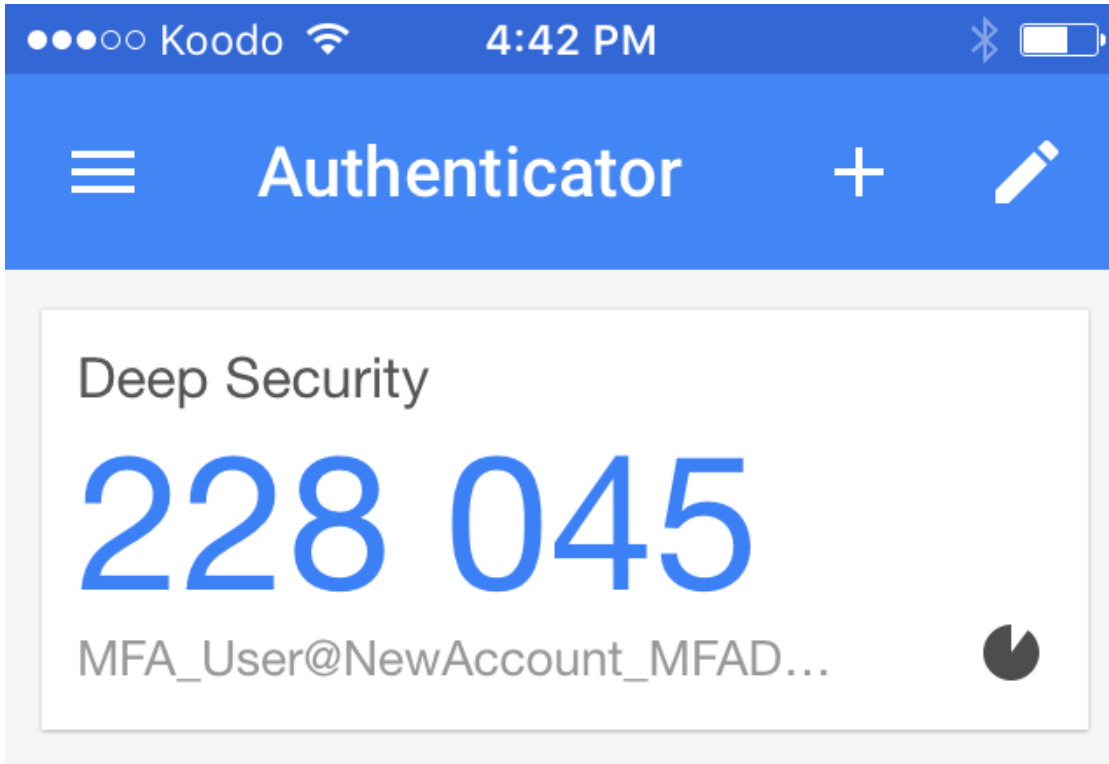 Koodo 4:42 PM
Authenticator
Deep Security
228 045
MFA_User@NewAccount_MFAD...